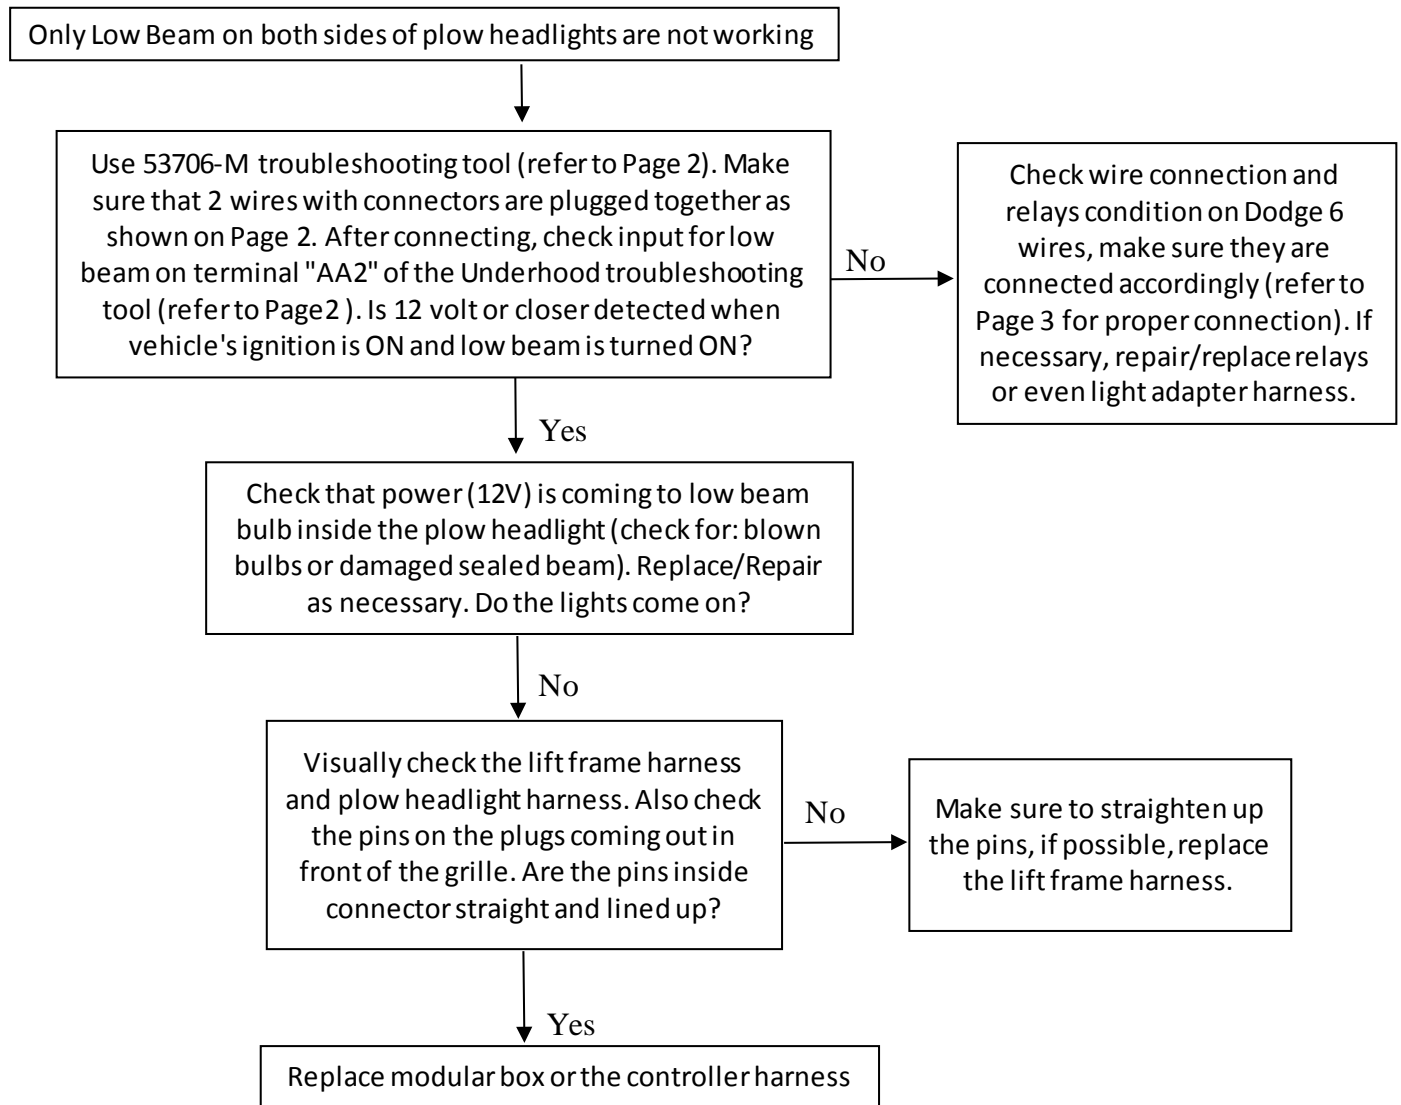 Only Low Beam on both sides of plow headlights are not working
Use 53706-M troubleshooting tool (refer to Page 2). Make
sure that 2 wires with connectors are plugged together as
shown on Page 2. After connecting, check input for low
beam on terminal "AA2" of the Underhood troubleshooting
tool (refer to Page2 ). Is 12 volt or closer detected when
vehicle's ignition is ON and low beam is turned ON?
No
Check wire connection and
relays condition on Dodge 6
wires, make sure they are
connected accordingly (refer to
Page 3 for proper connection). If
necessary, repair/replace relays
or even light adapter harness.
Yes
Check that power (12V) is coming to low beam
bulb inside the plow headlight (check for: blown
bulbs or damaged sealed beam). Replace/Repair
as necessary. Do the lights come on?
No
Visually check the lift frame harness
and plow headlight harness. Also check
the pins on the plugs coming out in
front of the grille. Are the pins inside
connector straight and lined up?
No
Make sure to straighten up
the pins, if possible, replace
the lift frame harness.
Yes
Replace modular box or the controller harness